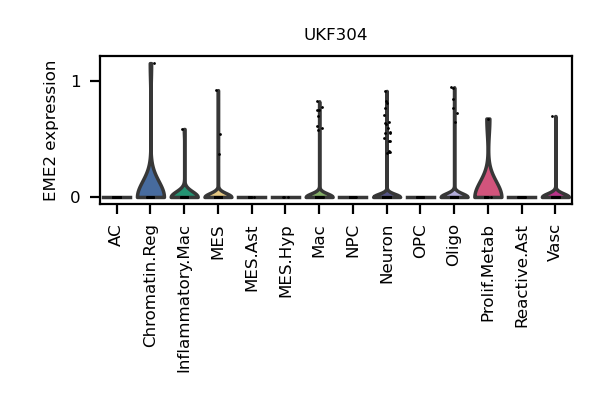 UKF304
EME2 expression
1
0
AC
Chromatin.Reg
Inflammatory.Mac
MES
MES.Ast
MES.Hyp
Mac
NPC
Neuron
OPC
Oligo
Prolif.Metab
Reactive.Ast
Vasc